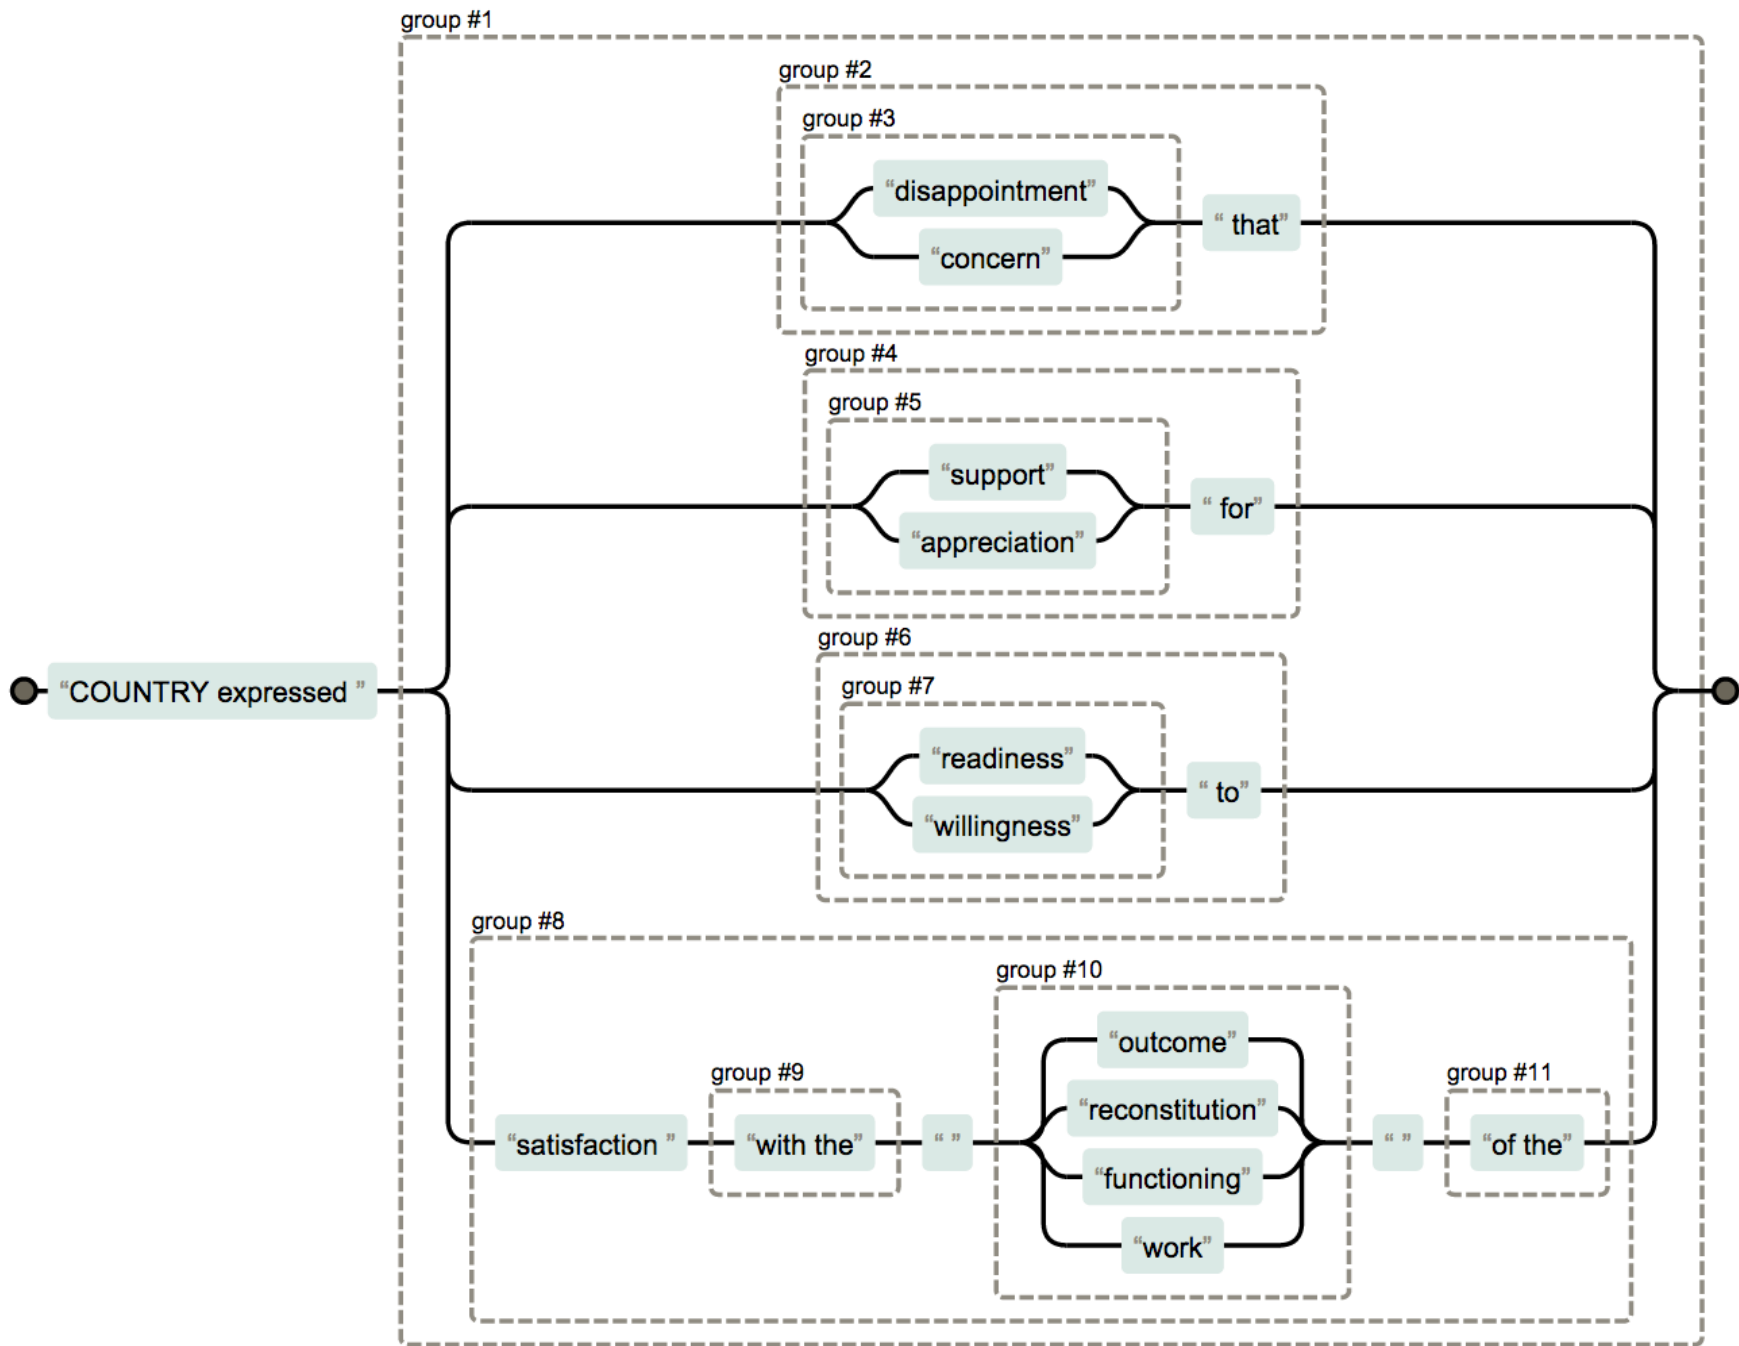 group #1
group #2
group #3
“disappointment”
“concern”
“ that”
group #4
group #5
“support”
“appreciation”
“ for”
group #6
“COUNTRY expressed ”
group #7
“readiness”
“willingness”
“ to”
group #8
group #10
“outcome”
group #9
group #11
“reconstitution”
“satisfaction ” “with the” “ ” “ ” “of the”
“functioning”
“work”